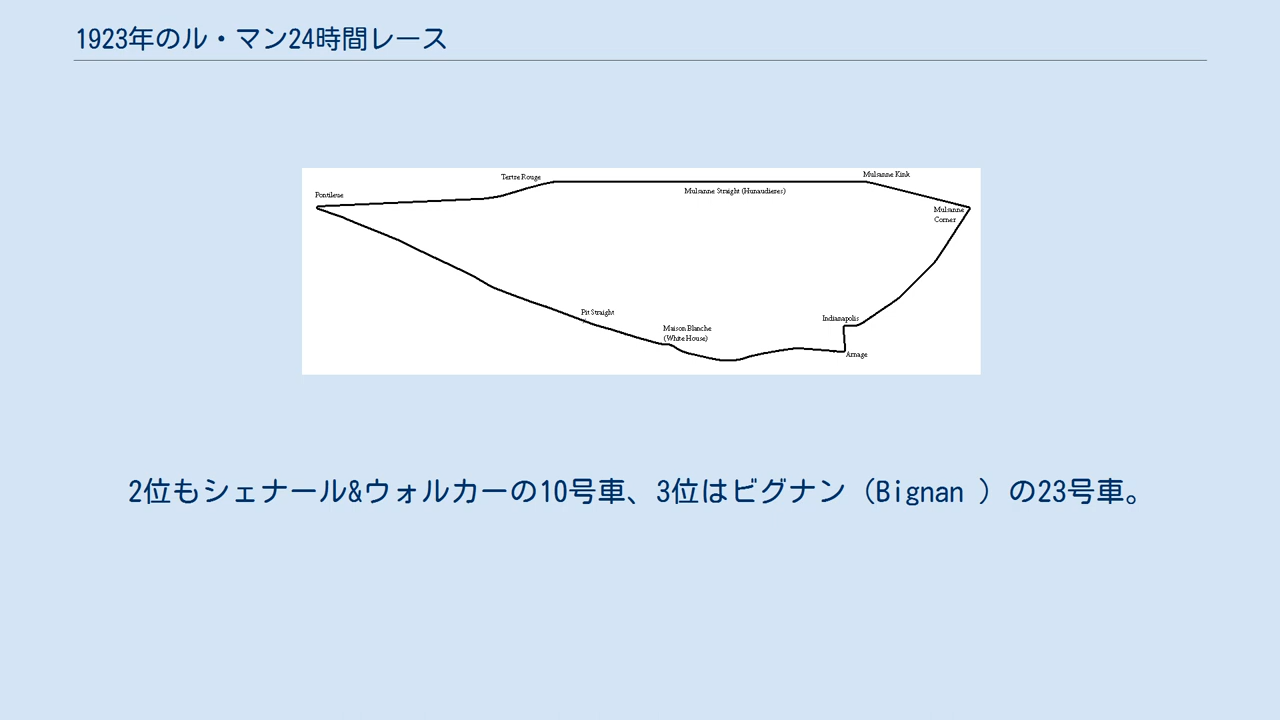 1923年のル・マン24時間レース
Tertre Rouge
Mulsanne Kink
Pontlieue
Mulsanne Straight (Hunaudieres)
Mulsanne
Corner
Pit Straight
Indianapolis
Maison Blanche
(White House)
Arnage
2位もシェナール&ウォルカーの10号車、3位はビグナン（Bignan ）の23号車。